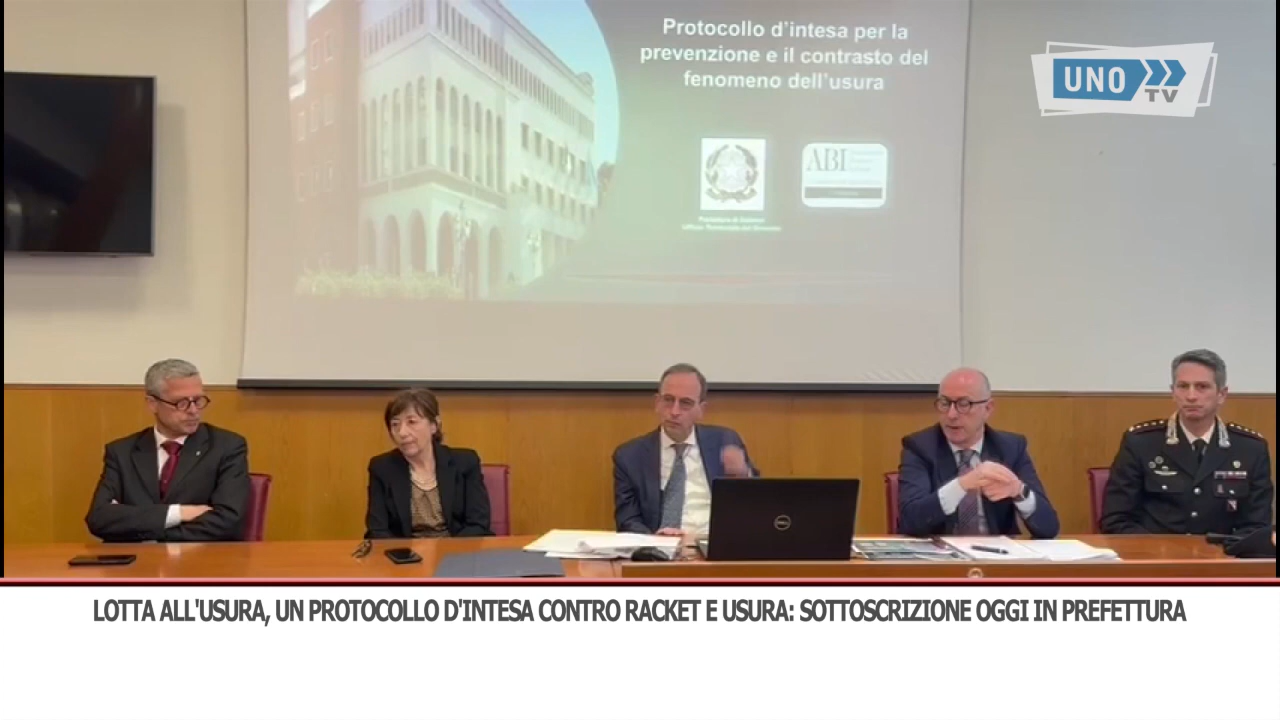 Protocollo d'intesa per la
prevenzione e il contrasto del
fenomeno dell'usura
UNO
TV
ABI
DELL
LOTTA ALL'USURA, UN PROTOCOLLO D'INTESA CONTRO RACKET E USURA: SOTTOSCRIZIONE OGGI IN PREFETTURA